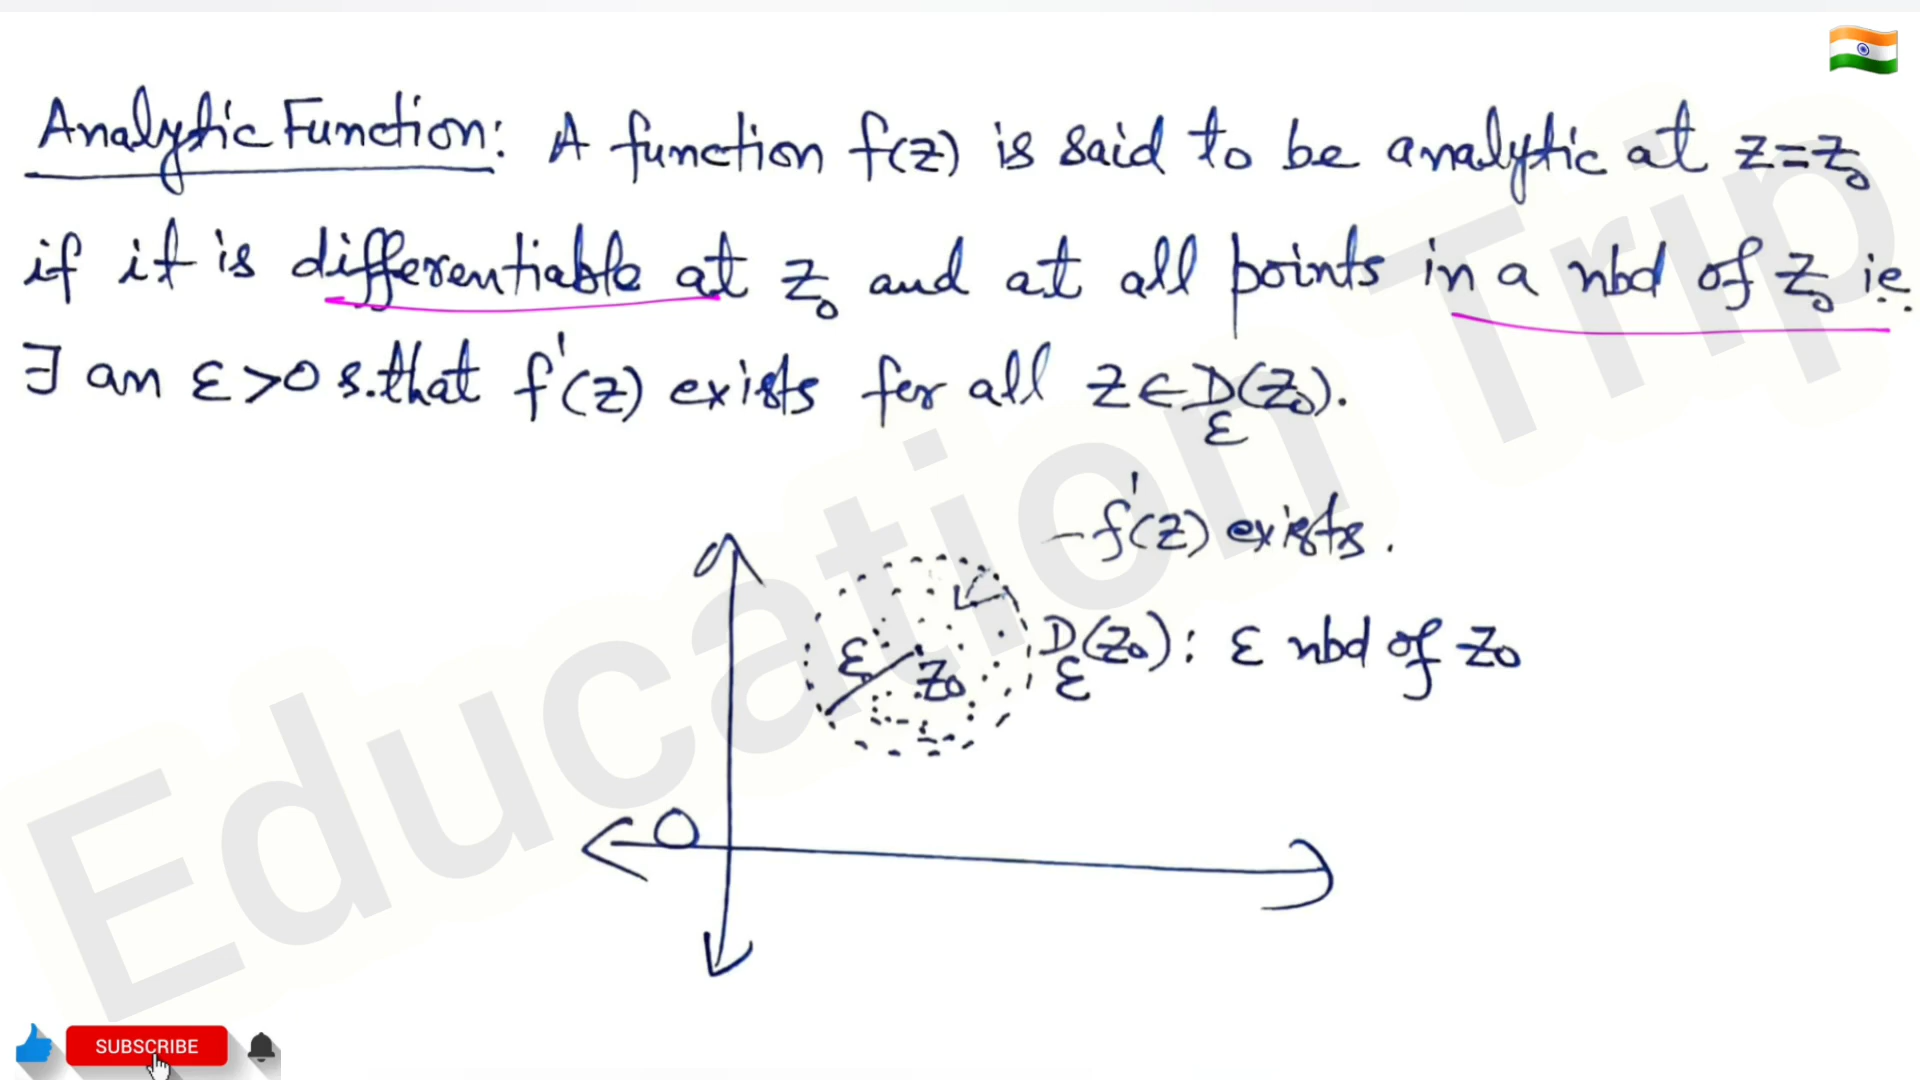 Analytic Function: A function f(z) is said to be analytic at z=z₀
if it is differentiable at z₀ and at all points in a nbd of z₀ ie.
∃ an ε>0 s.that f'(z) exists for all z∈D_ε(z₀).
-f'(z) exists.
D_ε(z₀): ε nbd of z₀
ε
z₀
O
Education Trip
SUBSCRIBE